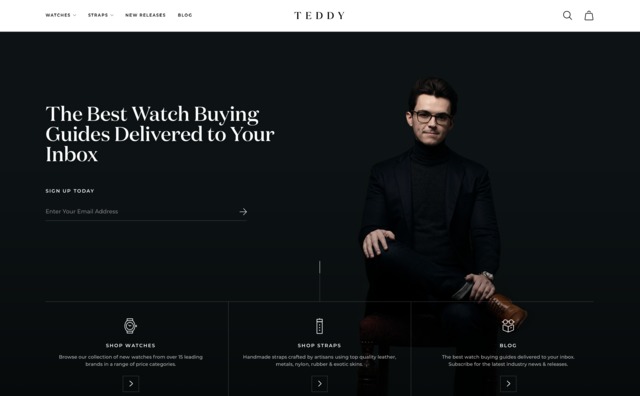 WATCHES
STRAPS
NEW RELEASES
BLOG
TEDDY
The Best Watch Buying
Guides Delivered to Your
Inbox
SIGN UP TODAY
Enter Your Email Address
SHOP WATCHES
Browse our collection of new watches from over 15 leading
brands in a range of price categories.
SHOP STRAPS
Handmade straps crafted by artisans using top quality leather,
metals, nylon, rubber & exotic skins.
BLOG
The best watch buying guides delivered to your inbox.
Subscribe for the latest industry news & releases.